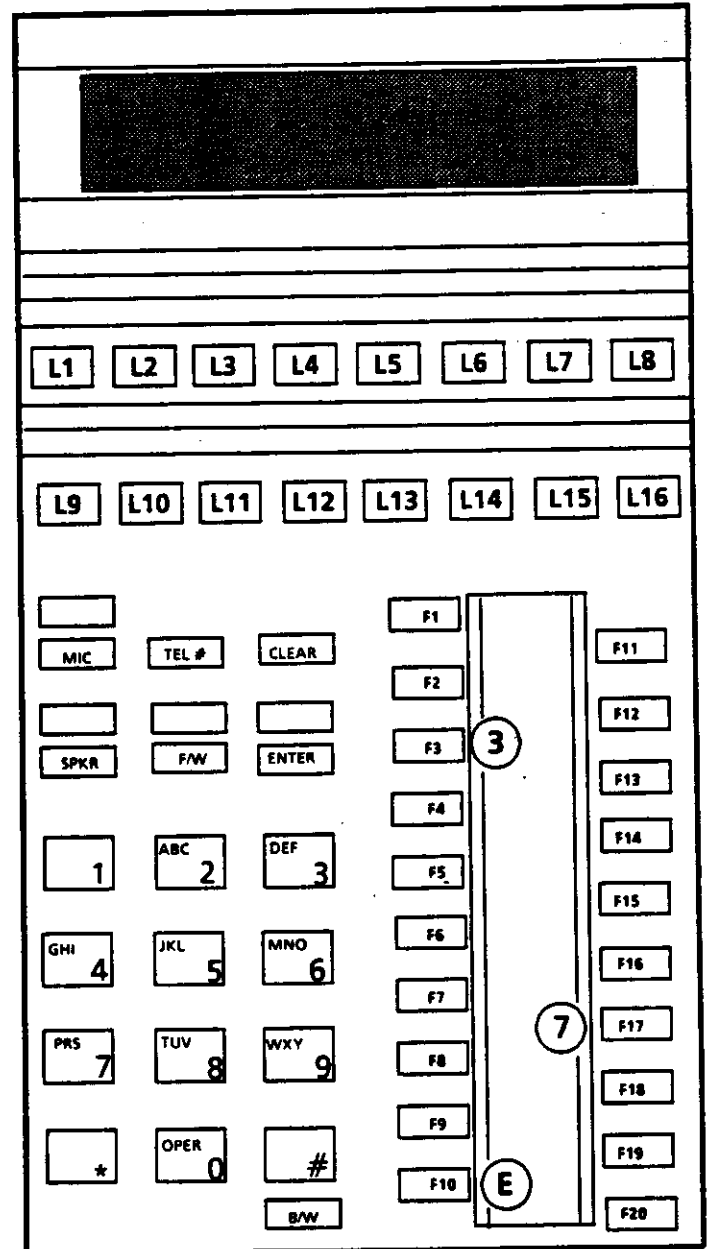 L1 L2 L3 L4 L5 L6 L7 L8
L9 L10 L11 L12 L13 L14 L15 L16
F1
MIC TEL # CLEAR F11
F2
F12
SPKR F/W ENTER F3 3
F13
F4
F14
1 ABC 2 DEF 3 F5
F15
F6
GHI 4 JKL 5 MNO 6 F16
F7
7 F17
PRS 7 TUV 8 WXY 9 F8
F18
F9
* OPER 0 # F19
F10 E
B/W F20